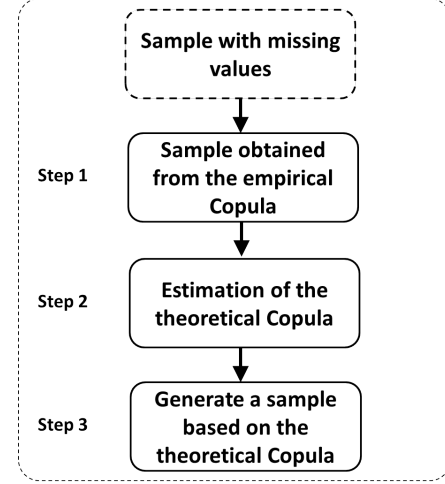 Sample with missing
values
Step 1
Sample obtained
from the empirical
Copula
Step 2
Estimation of the
theoretical Copula
Step 3
Generate a sample
based on the
theoretical Copula